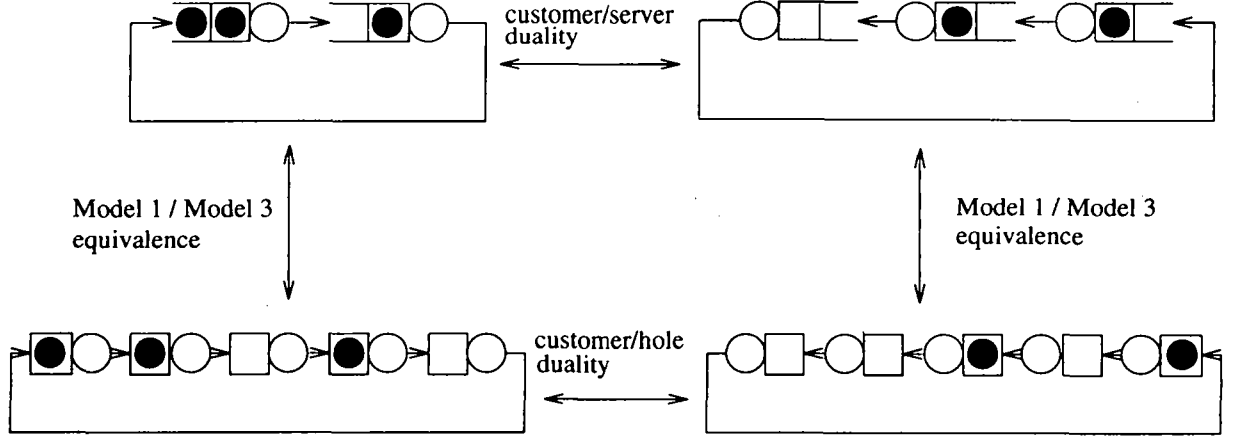 customer/server
duality
Model 1 / Model 3
equivalence
Model 1 / Model 3
equivalence
customer/hole
duality